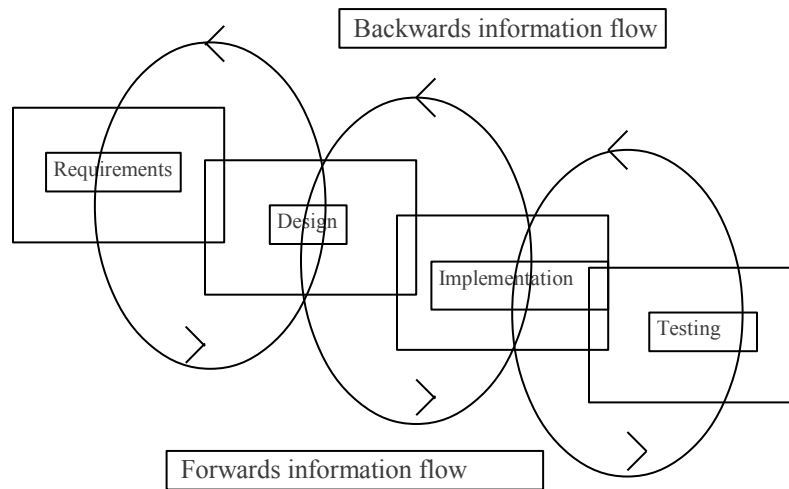 Backwards information flow
Requirements
Design
Implementation
Testing
Forwards information flow